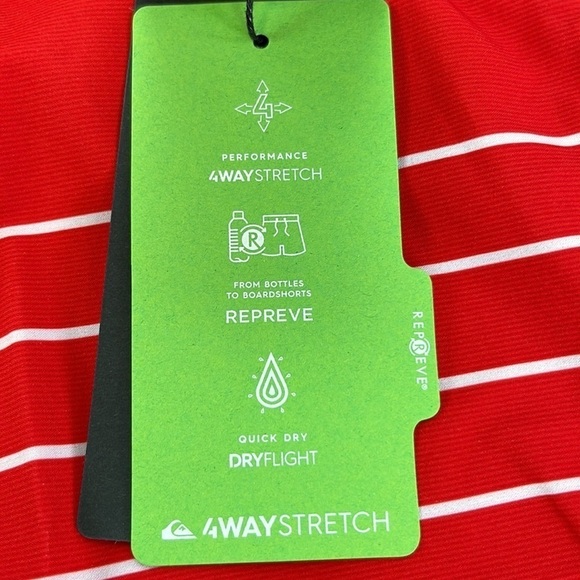 4
PERFORMANCE
4WAYSTRETCH
R
FROM BOTTLES
TO BOARDSHORTS
REPREVE
REPREVE®
QUICK DRY
DRYFLIGHT
4WAYSTRETCH